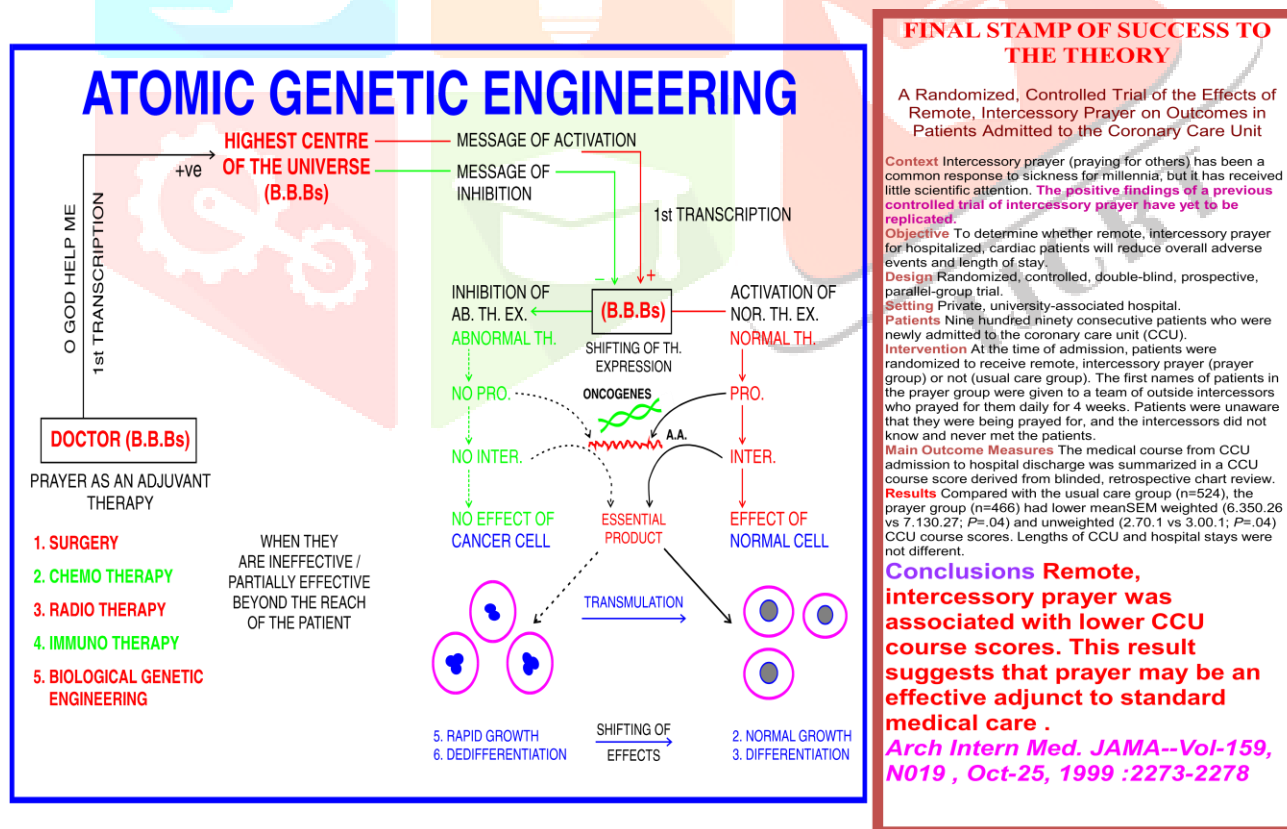 ATOMIC GENETIC ENGINEERING
HIGHEST CENTRE
OF THE UNIVERSE
(B.B.Bs)
+ve
MESSAGE OF ACTIVATION
MESSAGE OF
INHIBITION
1st TRANSCRIPTION
O GOD HELP ME
1st TRANSCRIPTION
– +
INHIBITION OF
AB. TH. EX.
ABNORMAL TH.
(B.B.Bs)
ACTIVATION OF
NOR. TH. EX.
NORMAL TH.
SHIFTING OF TH.
EXPRESSION
NO PRO.
ONCOGENES
PRO.
A.A.
NO INTER.
INTER.
DOCTOR (B.B.Bs)
PRAYER AS AN ADJUVANT
THERAPY
NO EFFECT OF
CANCER CELL
ESSENTIAL
PRODUCT
EFFECT OF
NORMAL CELL
1. SURGERY
2. CHEMO THERAPY
3. RADIO THERAPY
4. IMMUNO THERAPY
5. BIOLOGICAL GENETIC
ENGINEERING
WHEN THEY
ARE INEFFECTIVE /
PARTIALLY EFFECTIVE
BEYOND THE REACH
OF THE PATIENT
TRANSMULATION
5. RAPID GROWTH
6. DEDIFFERENTIATION
SHIFTING OF
EFFECTS
2. NORMAL GROWTH
3. DIFFERENTIATION
FINAL STAMP OF SUCCESS TO
THE THEORY
A Randomized, Controlled Trial of the Effects of
Remote, Intercessory Prayer on Outcomes in
Patients Admitted to the Coronary Care Unit
Context Intercessory prayer (praying for others) has been a
common response to sickness for millennia, but it has received
little scientific attention. The positive findings of a previous
controlled trial of intercessory prayer have yet to be
replicated.
Objective To determine whether remote, intercessory prayer
for hospitalized, cardiac patients will reduce overall adverse
events and length of stay.
Design Randomized, controlled, double-blind, prospective,
parallel-group trial.
Setting Private, university-associated hospital.
Patients Nine hundred ninety consecutive patients who were
newly admitted to the coronary care unit (CCU).
Intervention At the time of admission, patients were
randomized to receive remote, intercessory prayer (prayer
group) or not (usual care group). The first names of patients in
the prayer group were given to a team of outside intercessors
who prayed for them daily for 4 weeks. Patients were unaware
that they were being prayed for, and the intercessors did not
know and never met the patients.
Main Outcome Measures The medical course from CCU
admission to hospital discharge was summarized in a CCU
course score derived from blinded, retrospective chart review.
Results Compared with the usual care group (n=524), the
prayer group (n=466) had lower meanSEM weighted (6.350.26
vs 7.130.27; P=.04) and unweighted (2.70.1 vs 3.00.1; P=.04)
CCU course scores. Lengths of CCU and hospital stays were
not different.
Conclusions Remote,
intercessory prayer was
associated with lower CCU
course scores. This result
suggests that prayer may be an
effective adjunct to standard
medical care .
Arch Intern Med. JAMA--Vol-159,
N019 , Oct-25, 1999 :2273-2278
IJCRT